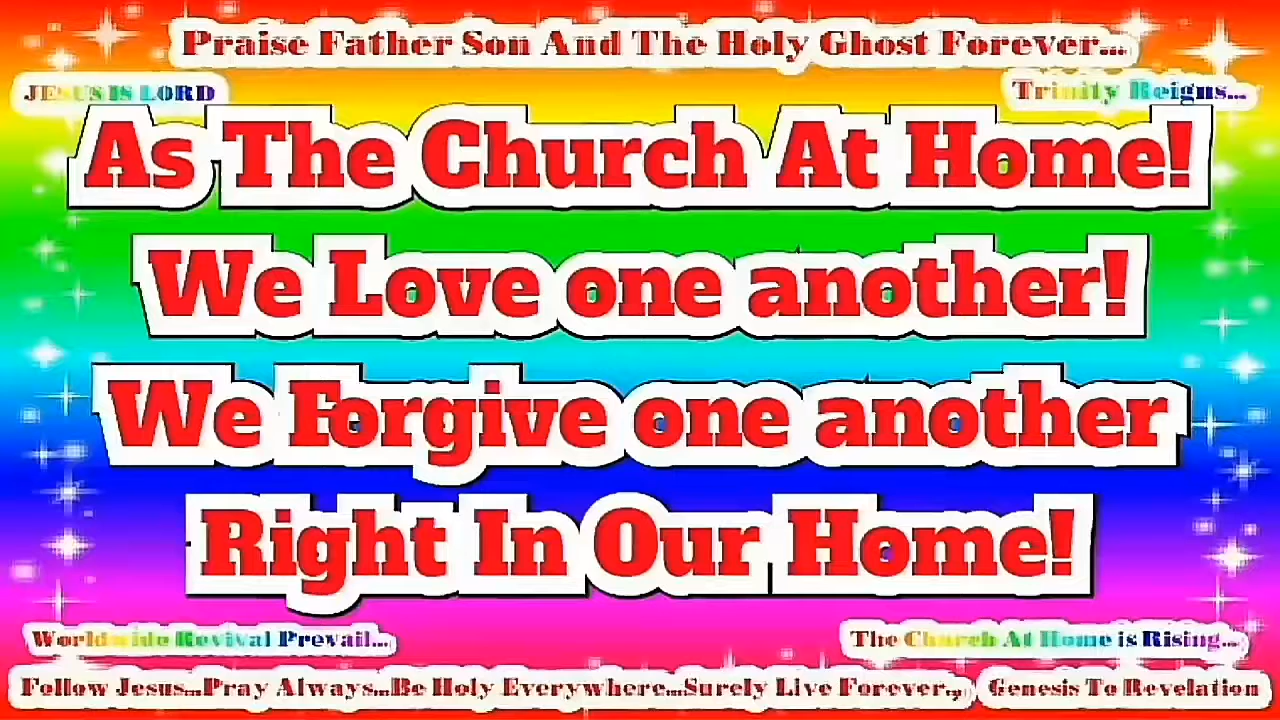 Praise Father Son And The Holy Ghost Forever...
JESUS IS LORD
Trinity Reigns...
As The Church At Home!
We Love one another!
We Forgive one another
Right In Our Home!
Worldwide Revival Prevail...
The Church At Home is Rising...
Follow Jesus...Pray Always...Be Holy Everywhere...Surely Live Forever.,,
Genesis To Revelation